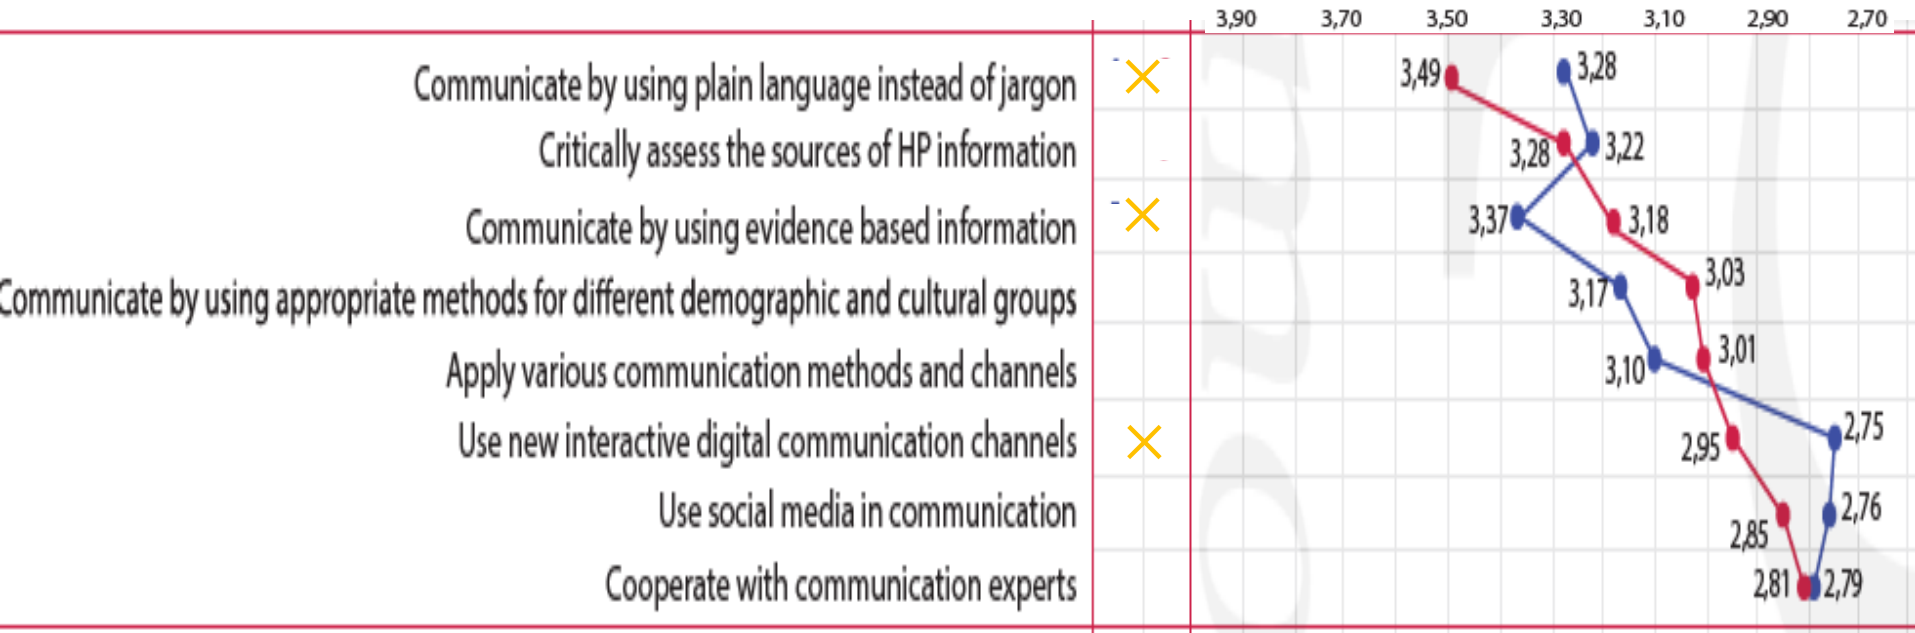 3,90 3,70 3,50 3,30 3,10 2,90 2,70
Communicate by using plain language instead of jargon 3,49 3,28
Critically assess the sources of HP information 3,28 3,22
Communicate by using evidence based information 3,37 3,18
Communicate by using appropriate methods for different demographic and cultural groups 3,17 3,03
Apply various communication methods and channels 3,10 3,01
Use new interactive digital communication channels 2,95 2,75
Use social media in communication 2,85 2,76
Cooperate with communication experts 2,81 2,79